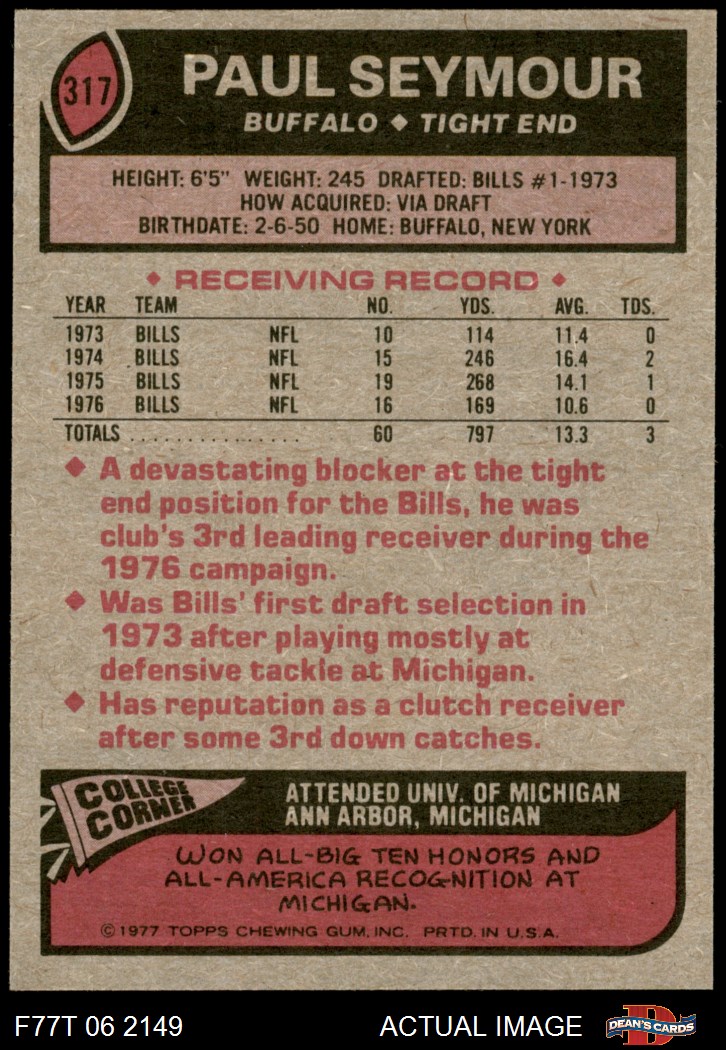 317
PAUL SEYMOUR
BUFFALO ◆ TIGHT END
HEIGHT: 6'5" WEIGHT: 245 DRAFTED: BILLS #1-1973
HOW ACQUIRED: VIA DRAFT
BIRTHDATE: 2-6-50 HOME: BUFFALO, NEW YORK
◆ RECEIVING RECORD ◆
YEAR TEAM NO. YDS. AVG. TDS.
1973 BILLS NFL 10 114 11.4 0
1974 BILLS NFL 15 246 16.4 2
1975 BILLS NFL 19 268 14.1 1
1976 BILLS NFL 16 169 10.6 0
TOTALS ................ 60 797 13.3 3
◆ A devastating blocker at the tight
end position for the Bills, he was
club's 3rd leading receiver during the
1976 campaign.
◆ Was Bills' first draft selection in
1973 after playing mostly at
defensive tackle at Michigan.
◆ Has reputation as a clutch receiver
after some 3rd down catches.
COLLEGE
CORNER
ATTENDED UNIV. OF MICHIGAN
ANN ARBOR, MICHIGAN
WON ALL-BIG TEN HONORS AND
ALL-AMERICA RECOGNITION AT
MICHIGAN.
©1977 TOPPS CHEWING GUM, INC. PRTD. IN U.S.A.
F77T 06 2149 ACTUAL IMAGE
D
DEAN'S CARDS